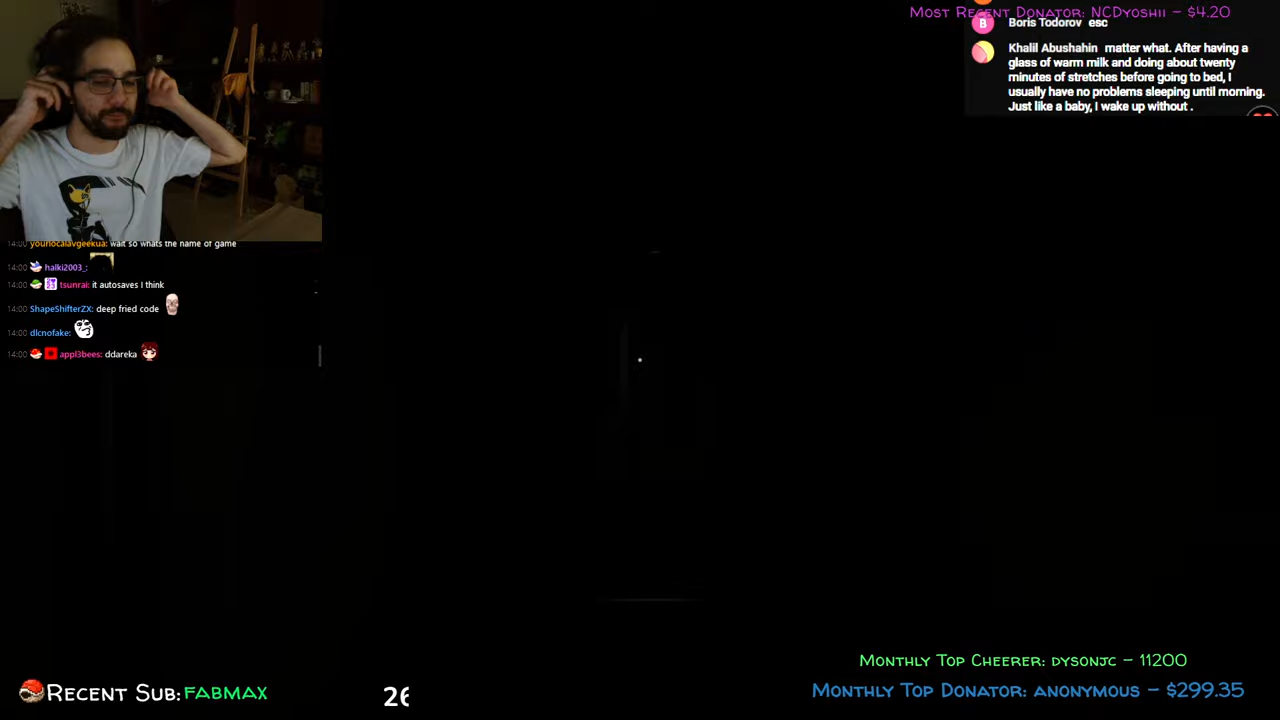 Most Recent Donator: NCDyoshii – $4.20
Boris Todorov esc
Khalil Abushahin matter what. After having a
glass of warm milk and doing about twenty
minutes of stretches before going to bed, I
usually have no problems sleeping until morning.
Just like a baby, I wake up without .
14:00 yourlocalavgeekua: wait so whats the name of game
14:00 halki2003_:
14:00 tsunrai: it autosaves I think
14:00 ShapeShifterZX: deep fried code
14:00 dlcnofake:
14:00 appl3bees: ddareka
Monthly Top Cheerer: dysonjc – 11200
Monthly Top Donator: anonymous – $299.35
Recent Sub: fabmax
26